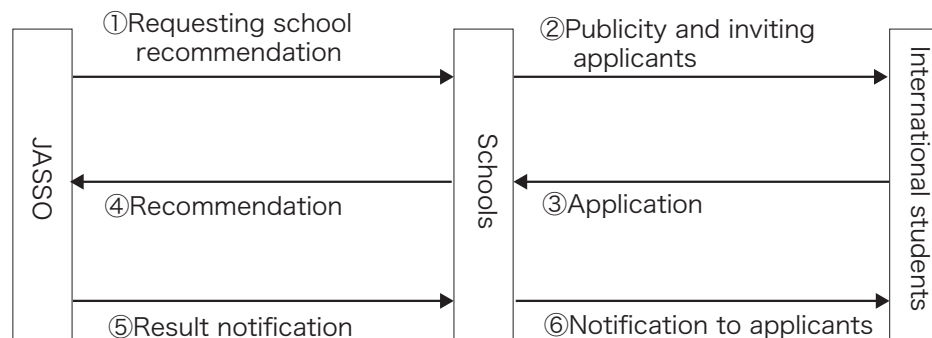 ①Requesting school
recommendation
②Publicity and inviting
applicants
JASSO
Schools
International students
④Recommendation
③Application
⑤Result notification
⑥Notification to applicants